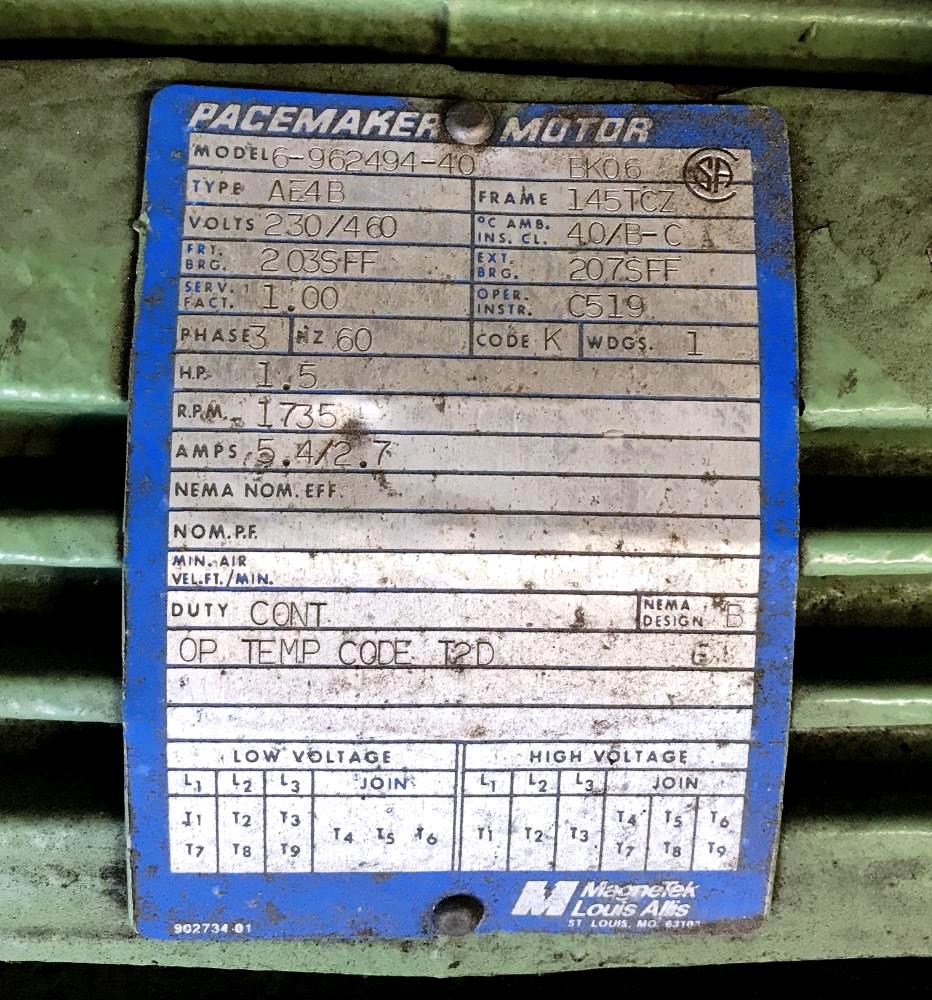 PACEMAKER MOTOR
MODEL 6-962494-40 BK06 SA
TYPE AE4B FRAME 145TCZ
VOLTS 230/460 °C AMB. INS. CL. 40/B-C
FRT. BRG. 203SFF EXT. BRG. 207SFF
SERV. FACT. 1.00 OPER. INSTR. C519
PHASE 3 HZ 60 CODE K WDGS. 1
H.P. 1.5
R.P.M. 1735
AMPS 5.4/2.7
NEMA NOM. EFF.
NOM. P.F.
MIN. AIR
VEL.FT./MIN.
DUTY CONT NEMA DESIGN B
OP TEMP CODE T2D
LOW VOLTAGE HIGH VOLTAGE
L1 L2 L3 JOIN L1 L2 L3 JOIN
T1 T2 T3 T4 T5 T6
T7 T8 T9 T4 T5 T6 T1 T2 T3 T7 T8 T9
MagneTek
Louis Allis
ST. LOUIS, MO.
902734-01